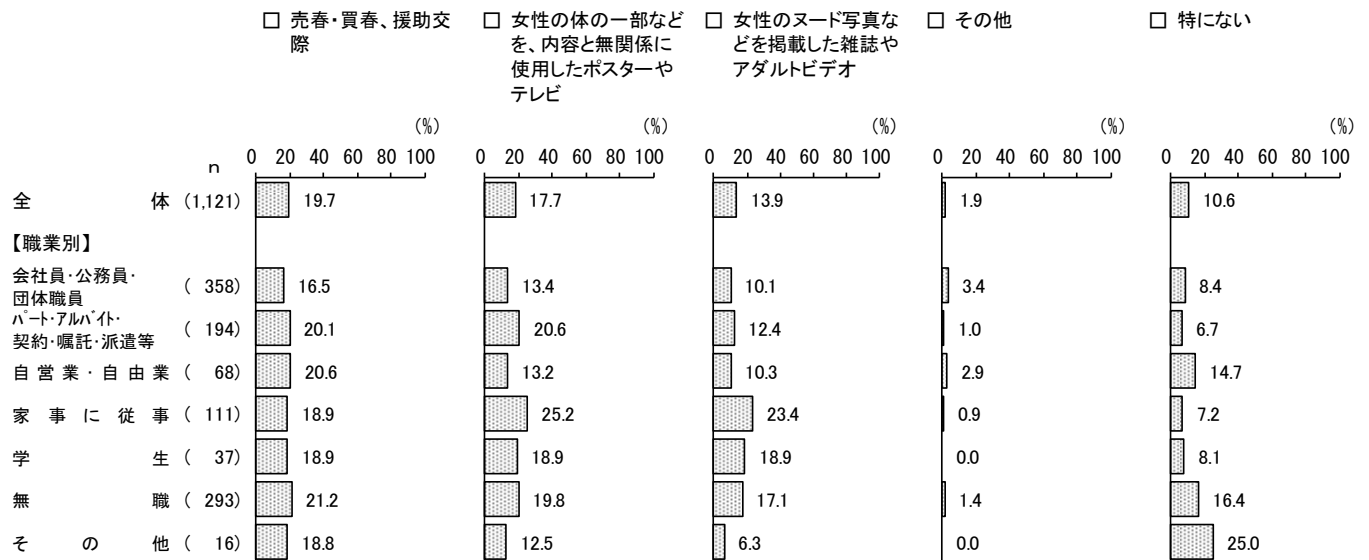 □ 売春・買春、援助交
際
□ 女性の体の一部など
を、内容と無関係に
使用したポスターや
テレビ
□ 女性のヌード写真な
どを掲載した雑誌や
アダルトビデオ
□ その他
□ 特にない
(%) (%) (%) (%) (%)
n 0 20 40 60 80 100 0 20 40 60 80 100 0 20 40 60 80 100 0 20 40 60 80 100 0 20 40 60 80 100
全体 (1,121) 19.7 17.7 13.9 1.9 10.6
【職業別】
会社員・公務員・
団体職員 ( 358) 16.5 13.4 10.1 3.4 8.4
パート・アルバイト・
契約・嘱託・派遣等 ( 194) 20.1 20.6 12.4 1.0 6.7
自営業・自由業 ( 68) 20.6 13.2 10.3 2.9 14.7
家事に従事 ( 111) 18.9 25.2 23.4 0.9 7.2
学生 ( 37) 18.9 18.9 18.9 0.0 8.1
無職 ( 293) 21.2 19.8 17.1 1.4 16.4
その他 ( 16) 18.8 12.5 6.3 0.0 25.0